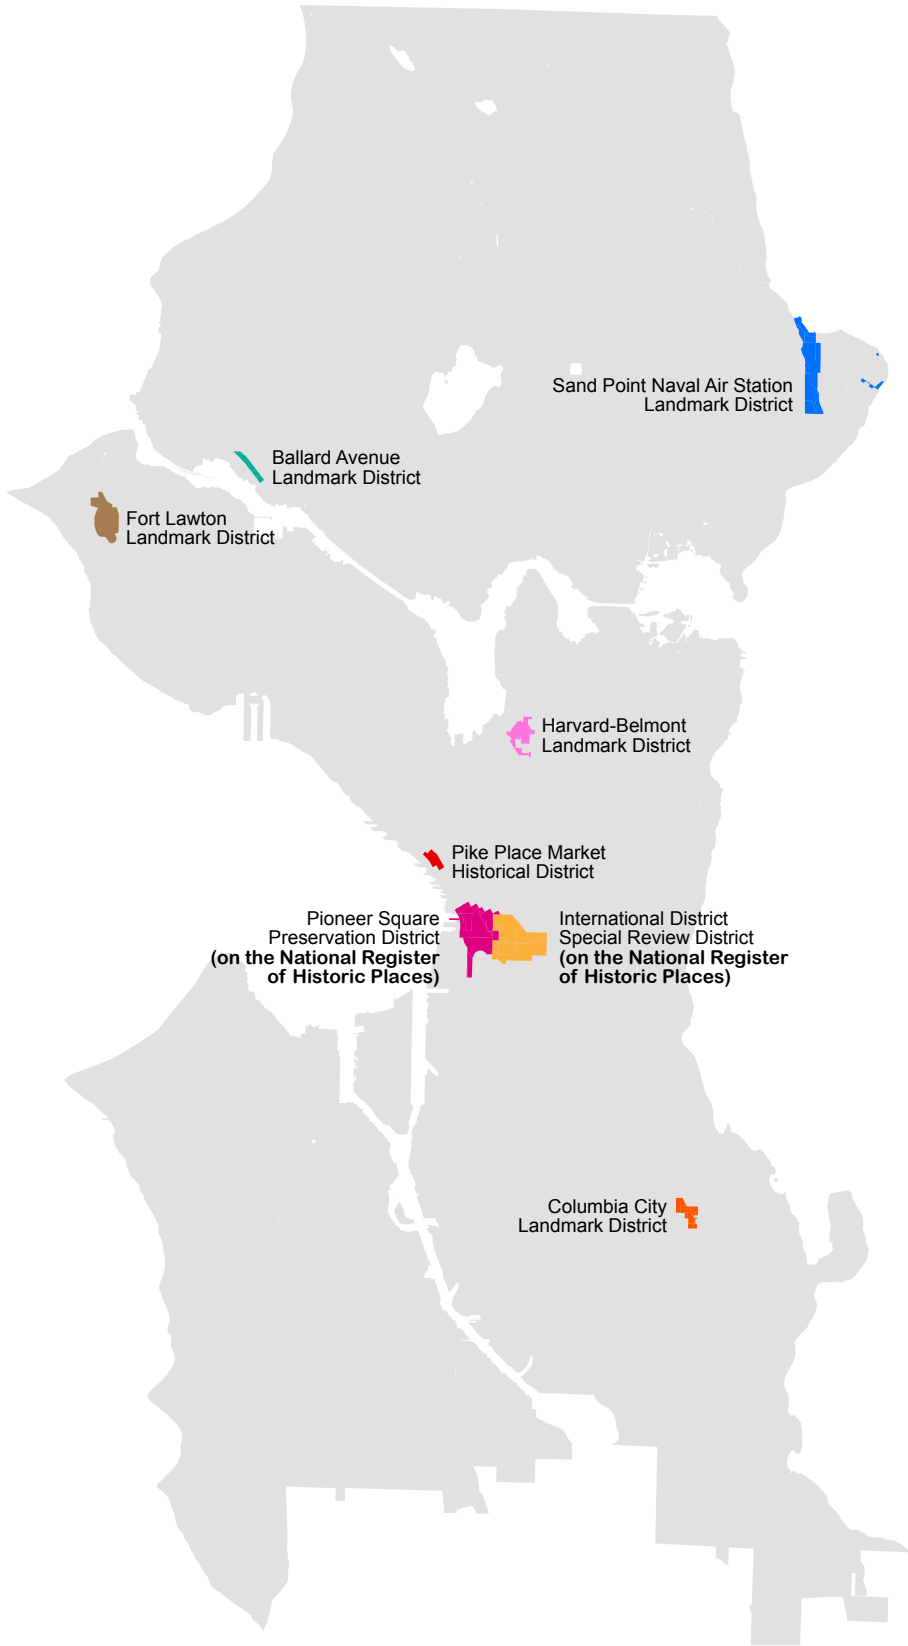 Sand Point Naval Air Station
Landmark District
Ballard Avenue
Landmark District
Fort Lawton
Landmark District
Harvard-Belmont
Landmark District
Pike Place Market
Historical District
Pioneer Square
Preservation District
(on the National Register
of Historic Places)
International District
Special Review District
(on the National Register
of Historic Places)
Columbia City
Landmark District